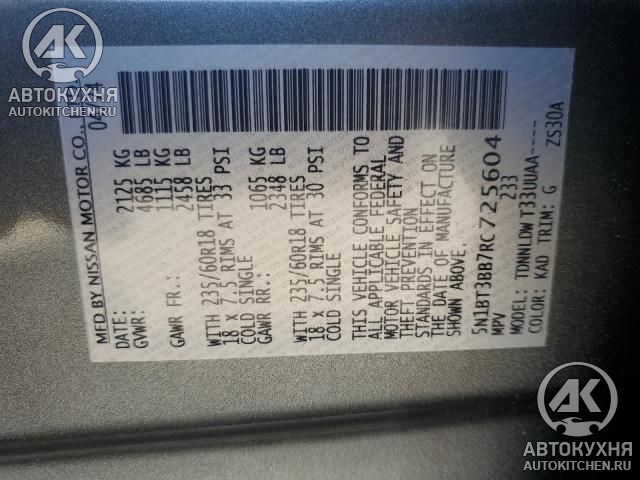 MFD BY NISSAN MOTOR CO.,
DATE: 04
GVWR: 2125 KG
4685 LB
GAWR FR.: 1115 KG
2458 LB
WITH 235/60R18 TIRES
18 x 7.5 RIMS AT 33 PSI
COLD SINGLE
GAWR RR.: 1065 KG
2348 LB
WITH 235/60R18 TIRES
18 x 7.5 RIMS AT 30 PSI
COLD SINGLE
THIS VEHICLE CONFORMS TO
ALL APPLICABLE FEDERAL
MOTOR VEHICLE SAFETY AND
THEFT PREVENTION
STANDARDS IN EFFECT ON
THE DATE OF MANUFACTURE
SHOWN ABOVE.
5N1BT3BB7RC725604
MPV 233
MODEL: TDNNLDW T33UUAA-----
COLOR: KAD TRIM: G ZS30A
АК
АВТОКУХНЯ
AUTOKITCHEN.RU
АК
АВТОКУХНЯ
AUTOKITCHEN.RU